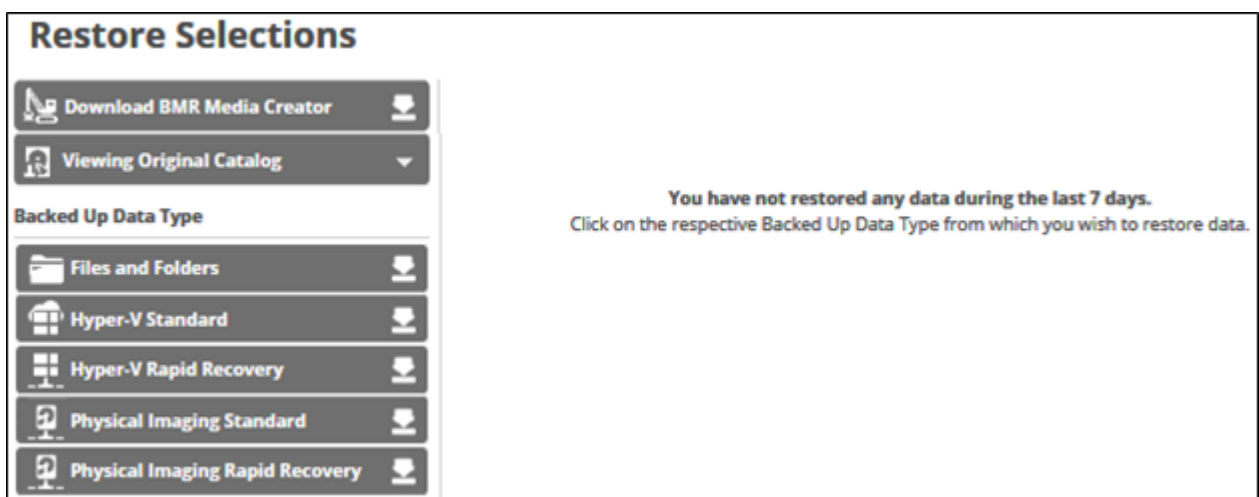 Restore Selections
Download BMR Media Creator
Viewing Original Catalog
Backed Up Data Type
Files and Folders
Hyper-V Standard
Hyper-V Rapid Recovery
Physical Imaging Standard
Physical Imaging Rapid Recovery
You have not restored any data during the last 7 days.
Click on the respective Backed Up Data Type from which you wish to restore data.